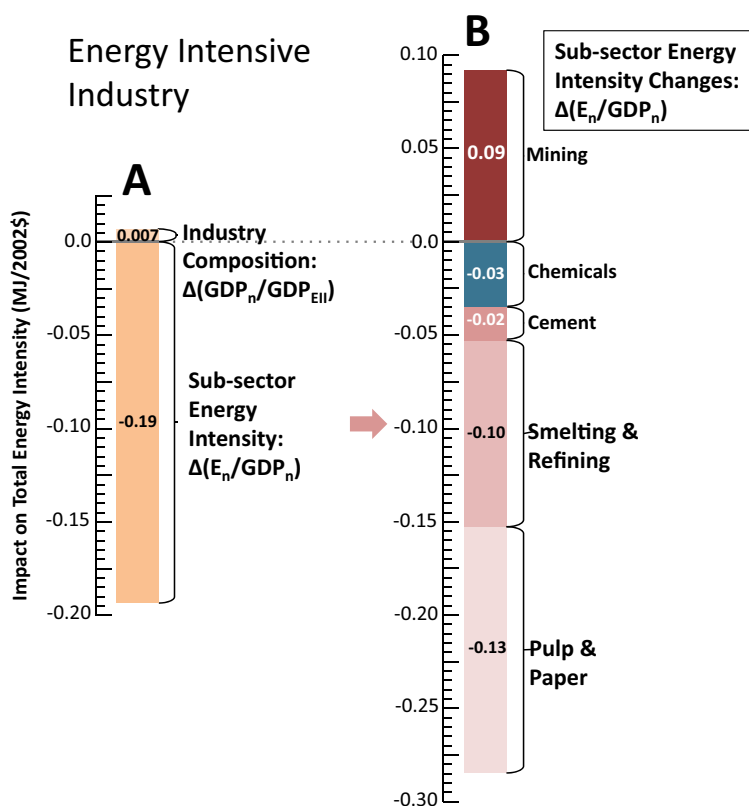 Energy Intensive
Industry
A
Impact on Total Energy Intensity (MJ/2002$)
0.0
-0.05
-0.10
-0.15
-0.20
0.007
-0.19
Industry
Composition:
Δ(GDPn/GDPEII)
Sub-sector
Energy
Intensity:
Δ(En/GDPn)
B
Sub-sector Energy
Intensity Changes:
Δ(En/GDPn)
0.10
0.05
0.0
-0.05
-0.10
-0.15
-0.20
-0.25
-0.30
0.09
Mining
-0.03
Chemicals
-0.02
Cement
-0.10
Smelting &
Refining
-0.13
Pulp &
Paper